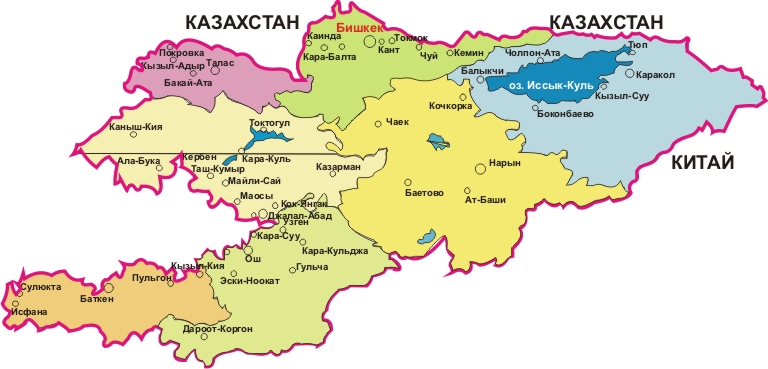 КАЗАХСТАН
КАЗАХСТАН
Бишкек
Каинда
Токмок
Кант
Кара-Балта
Чуй
Кемин
Покровка
Кызыл-Адыр
Талас
Бакай-Ата
Чолпон-Ата
Тюп
Балыкчи
Каракол
оз. Иссык-Куль
Кызыл-Суу
Кочкорка
Боконбаево
Каныш-Кия
Токтогул
Чаек
КИТАЙ
Ала-Бука
Кербен
Кара-Куль
Таш-Кумыр
Казарман
Нарын
Майли-Сай
Маосы
Кок-Янгак
Баетово
Ат-Баши
Джалал-Абад
Узген
Кара-Суу
Кара-Кульджа
Ош
Кызыл-Кия
Гульча
Пульгон
Эски-Ноокат
Сулюкта
Баткен
Исфана
Дароот-Коргон